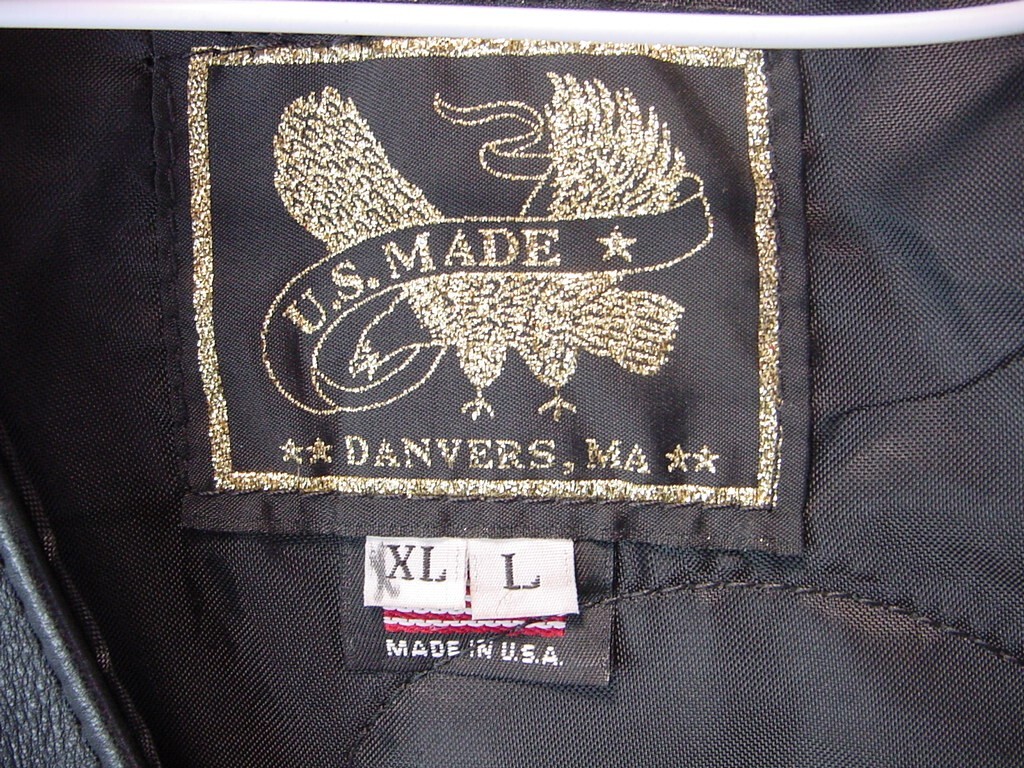 U.S. MADE
DANVERS, MA
XL L
MADE IN U.S.A.